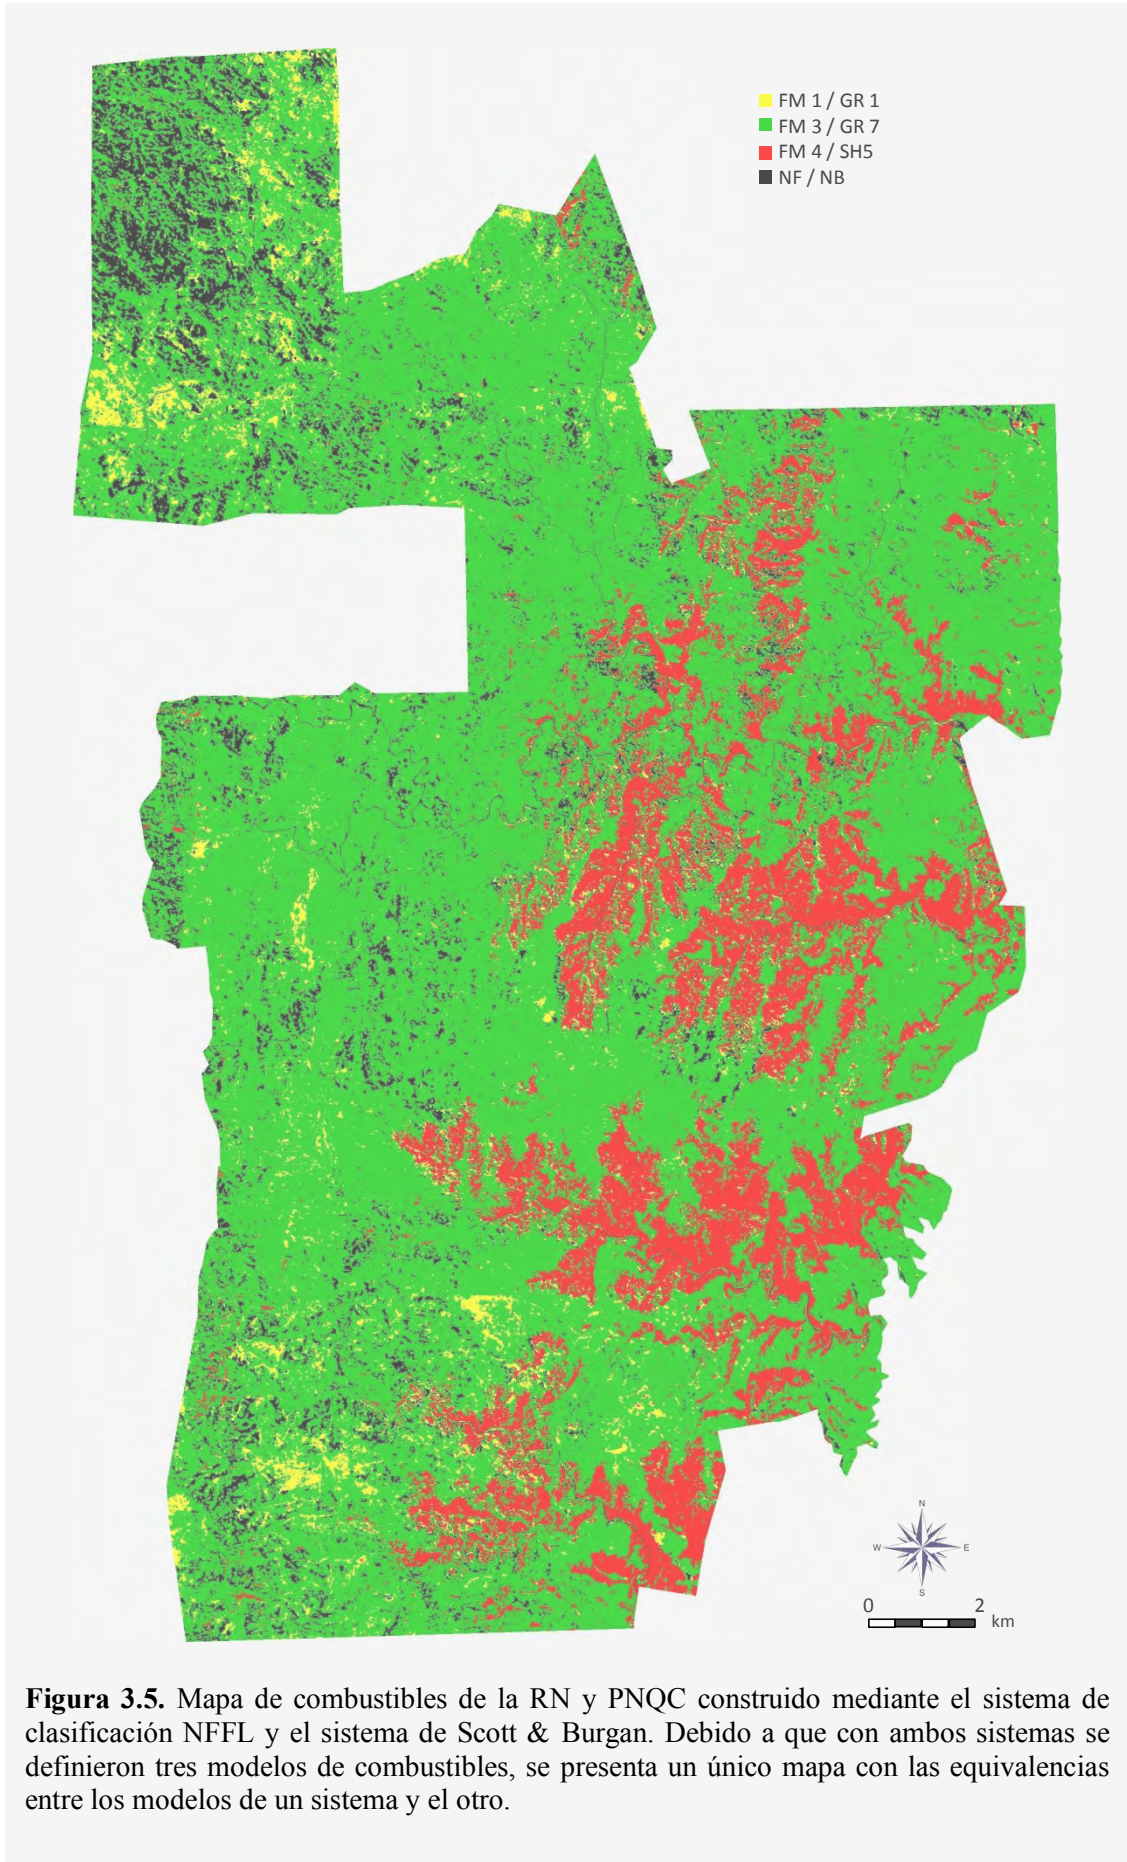 FM 1 / GR 1
FM 3 / GR 7
FM 4 / SH5
NF / NB
N
W E
S
0 2
km
Figura 3.5. Mapa de combustibles de la RN y PNQC construido mediante el sistema de
clasificación NFFL y el sistema de Scott & Burgan. Debido a que con ambos sistemas se
definieron tres modelos de combustibles, se presenta un único mapa con las equivalencias
entre los modelos de un sistema y el otro.